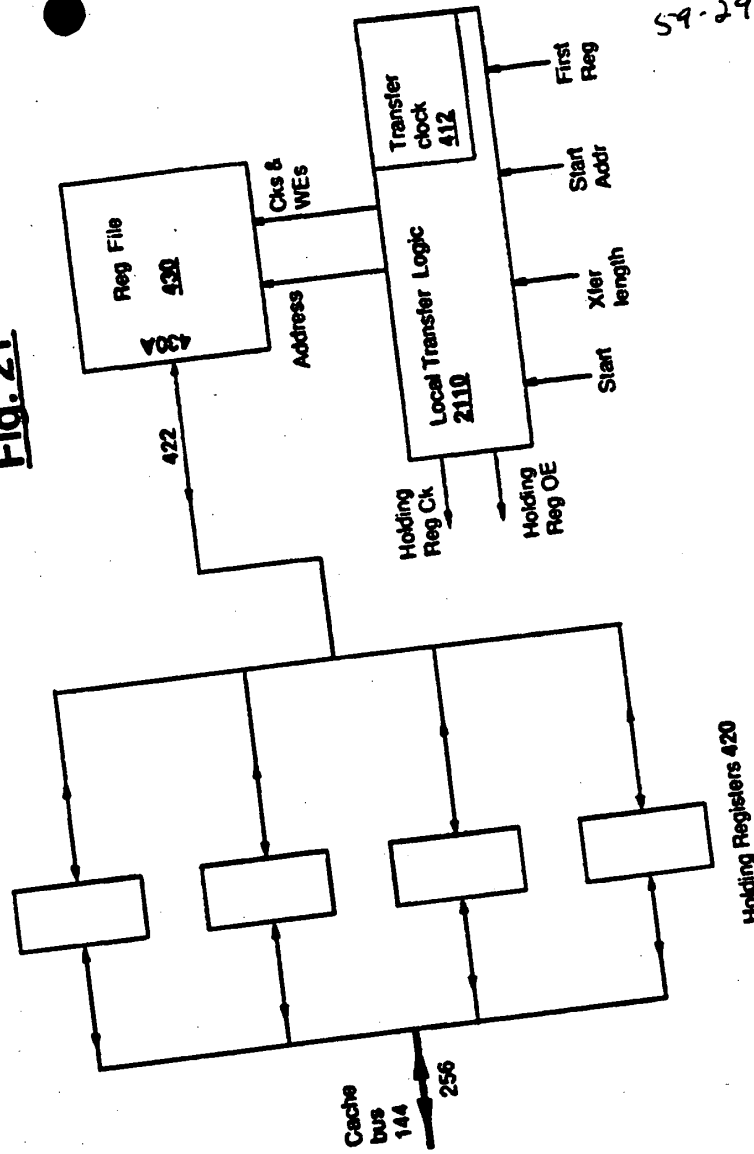 Fig. 21
59-29
Reg File
430
430A
422
Address
Cks &
WEs
Transfer
clock
412
Local Transfer Logic
2110
Holding
Reg Ck
Holding
Reg OE
Start
Xfer
length
Start
Addr
First
Reg
Cache
bus
144
256
Holding Registers 420